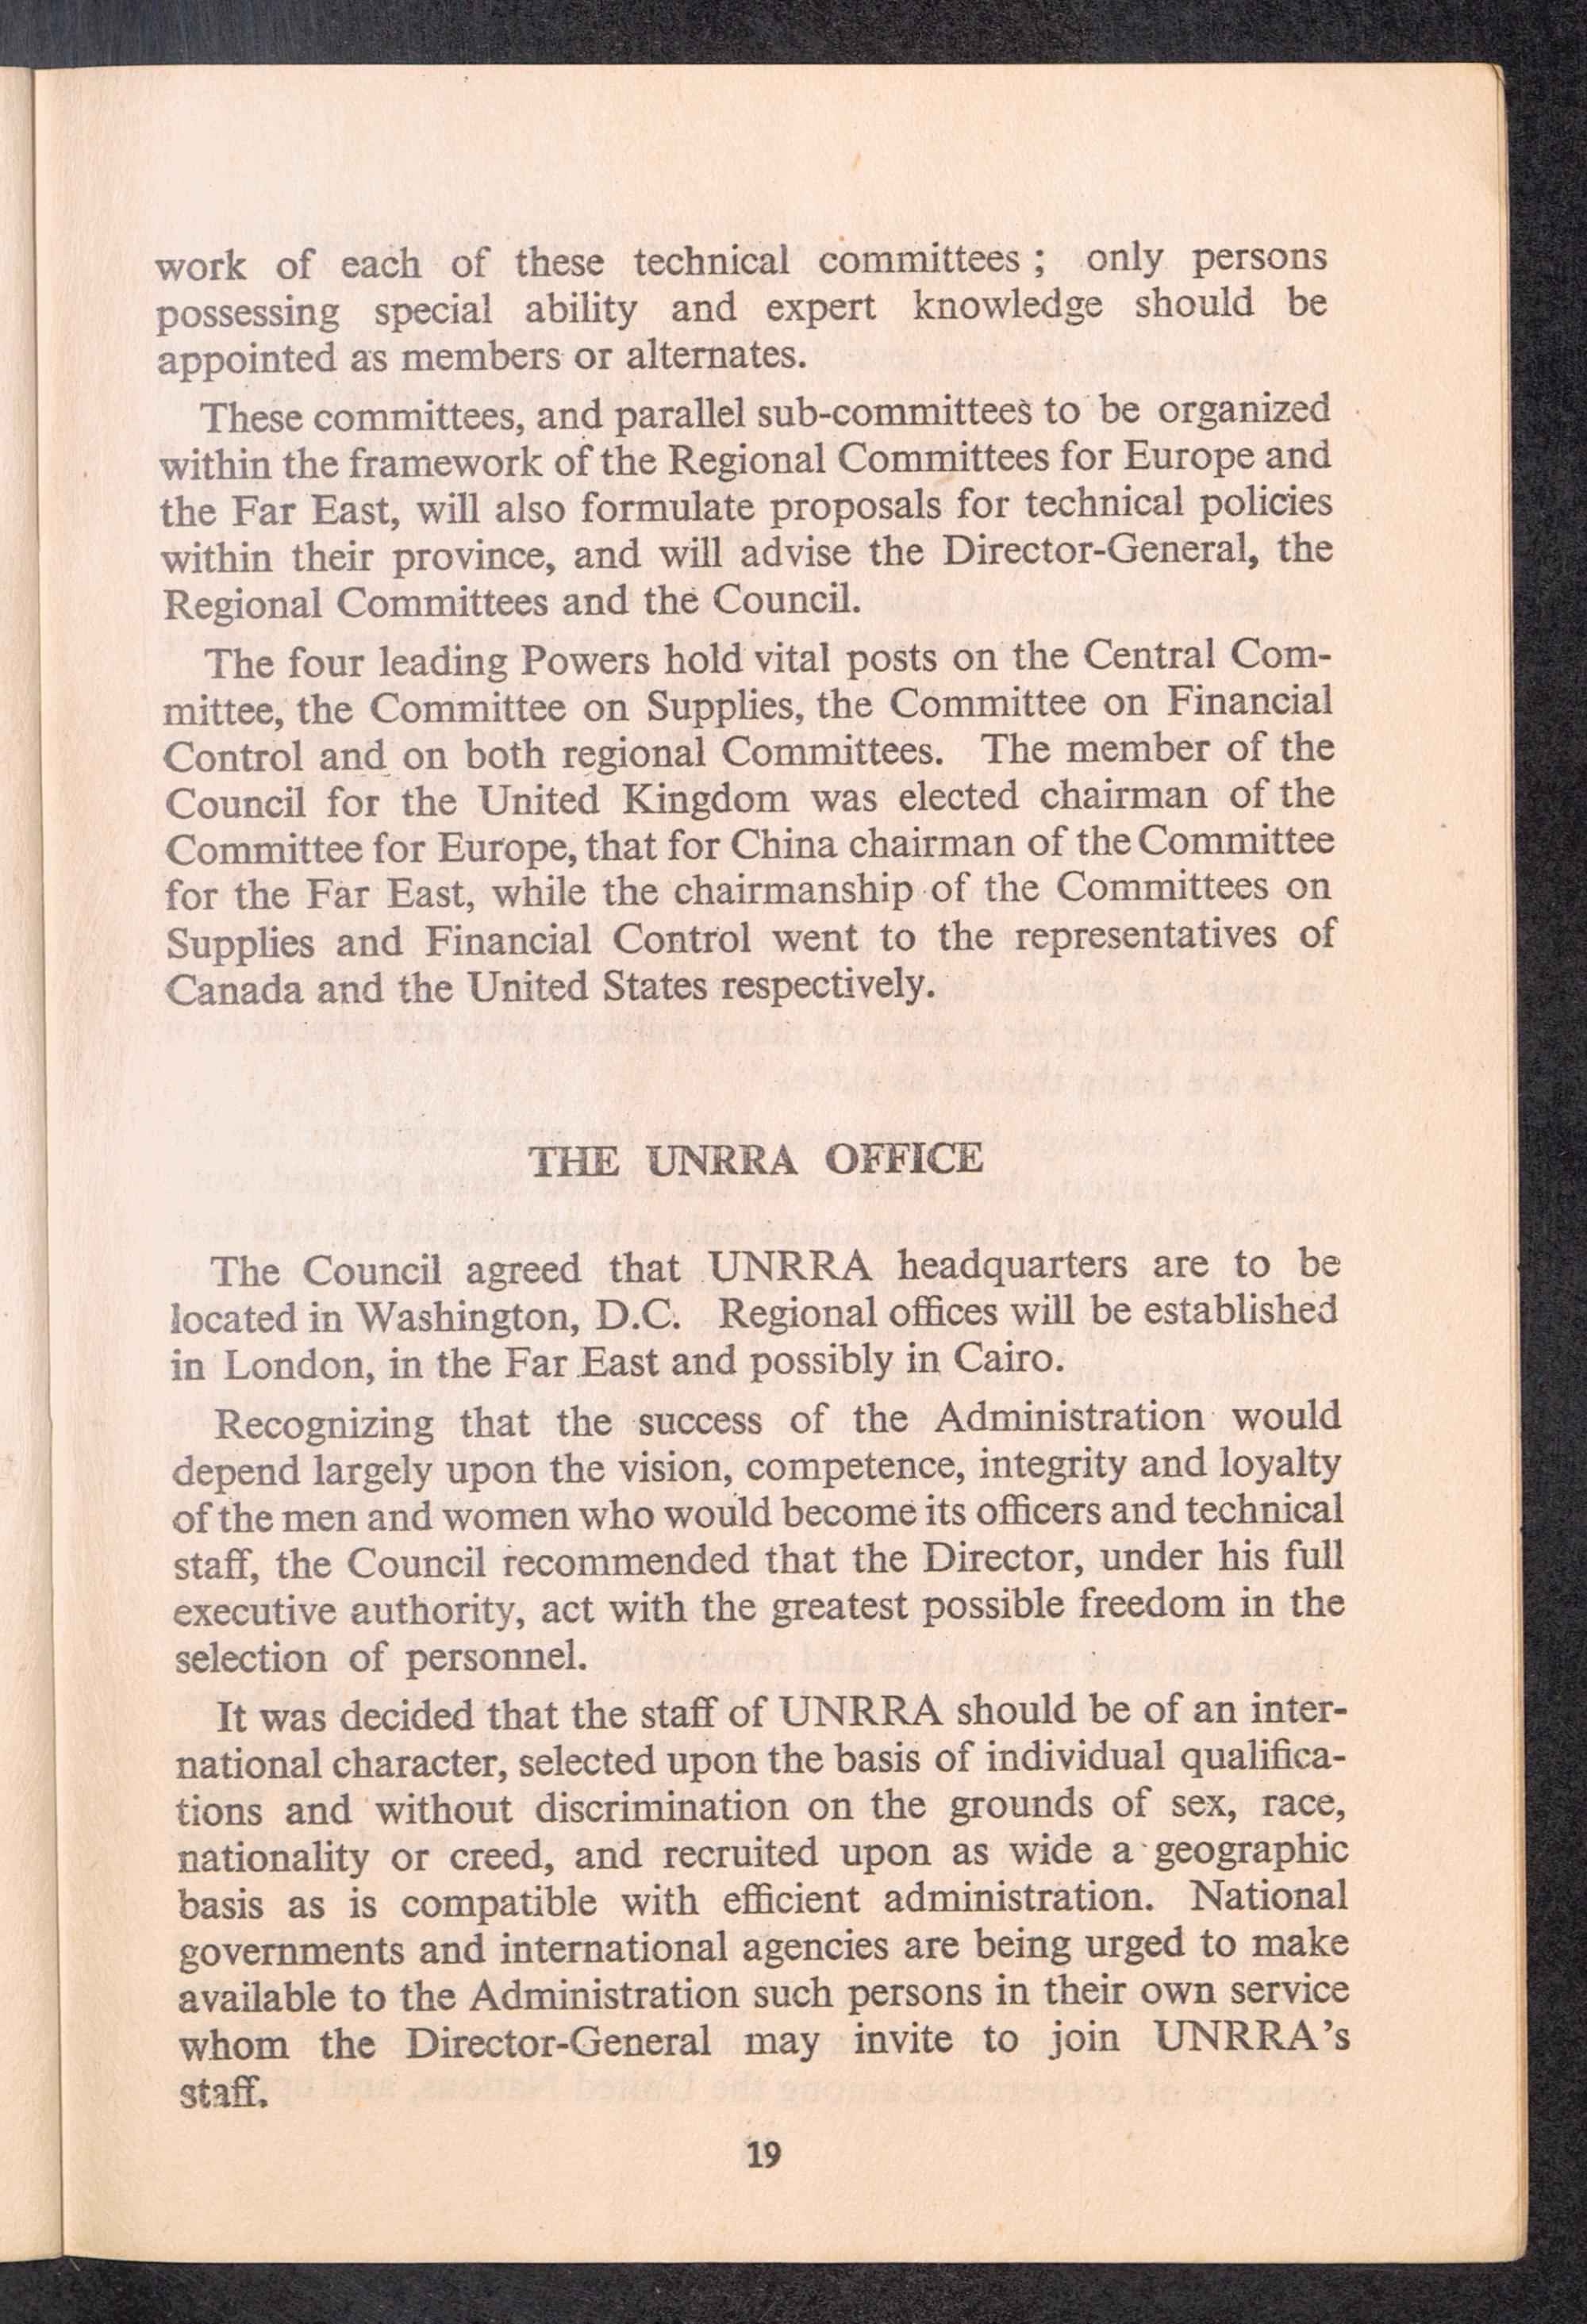 work of each of these technical committees ; only persons
possessing special ability and expert knowledge should be
appointed as members or alternates.
These committees, and parallel sub-committees to be organized
within the framework of the Regional Committees for Europe and
the Far East, will also formulate proposals for technical policies
within their province, and will advise the Director-General, the
Regional Committees and the Council.
The four leading Powers hold vital posts on the Central Com-
mittee, the Committee on Supplies, the Committee on Financial
Control and on both regional Committees. The member of the
Council for the United Kingdom was elected chairman of the
Committee for Europe, that for China chairman of the Committee
for the Far East, while the chairmanship of the Committees on
Supplies and Financial Control went to the representatives of
Canada and the United States respectively.
THE UNRRA OFFICE
The Council agreed that UNRRA headquarters are to be
located in Washington, D.C. Regional offices will be established
in London, in the Far East and possibly in Cairo.
Recognizing that the success of the Administration would
depend largely upon the vision, competence, integrity and loyalty
of the men and women who would become its officers and technical
staff, the Council recommended that the Director, under his full
executive authority, act with the greatest possible freedom in the
selection of personnel.
It was decided that the staff of UNRRA should be of an inter-
national character, selected upon the basis of individual qualifica-
tions and without discrimination on the grounds of sex, race,
nationality or creed, and recruited upon as wide a geographic
basis as is compatible with efficient administration. National
governments and international agencies are being urged to make
available to the Administration such persons in their own service
whom the Director-General may invite to join UNRRA's
staff.
19